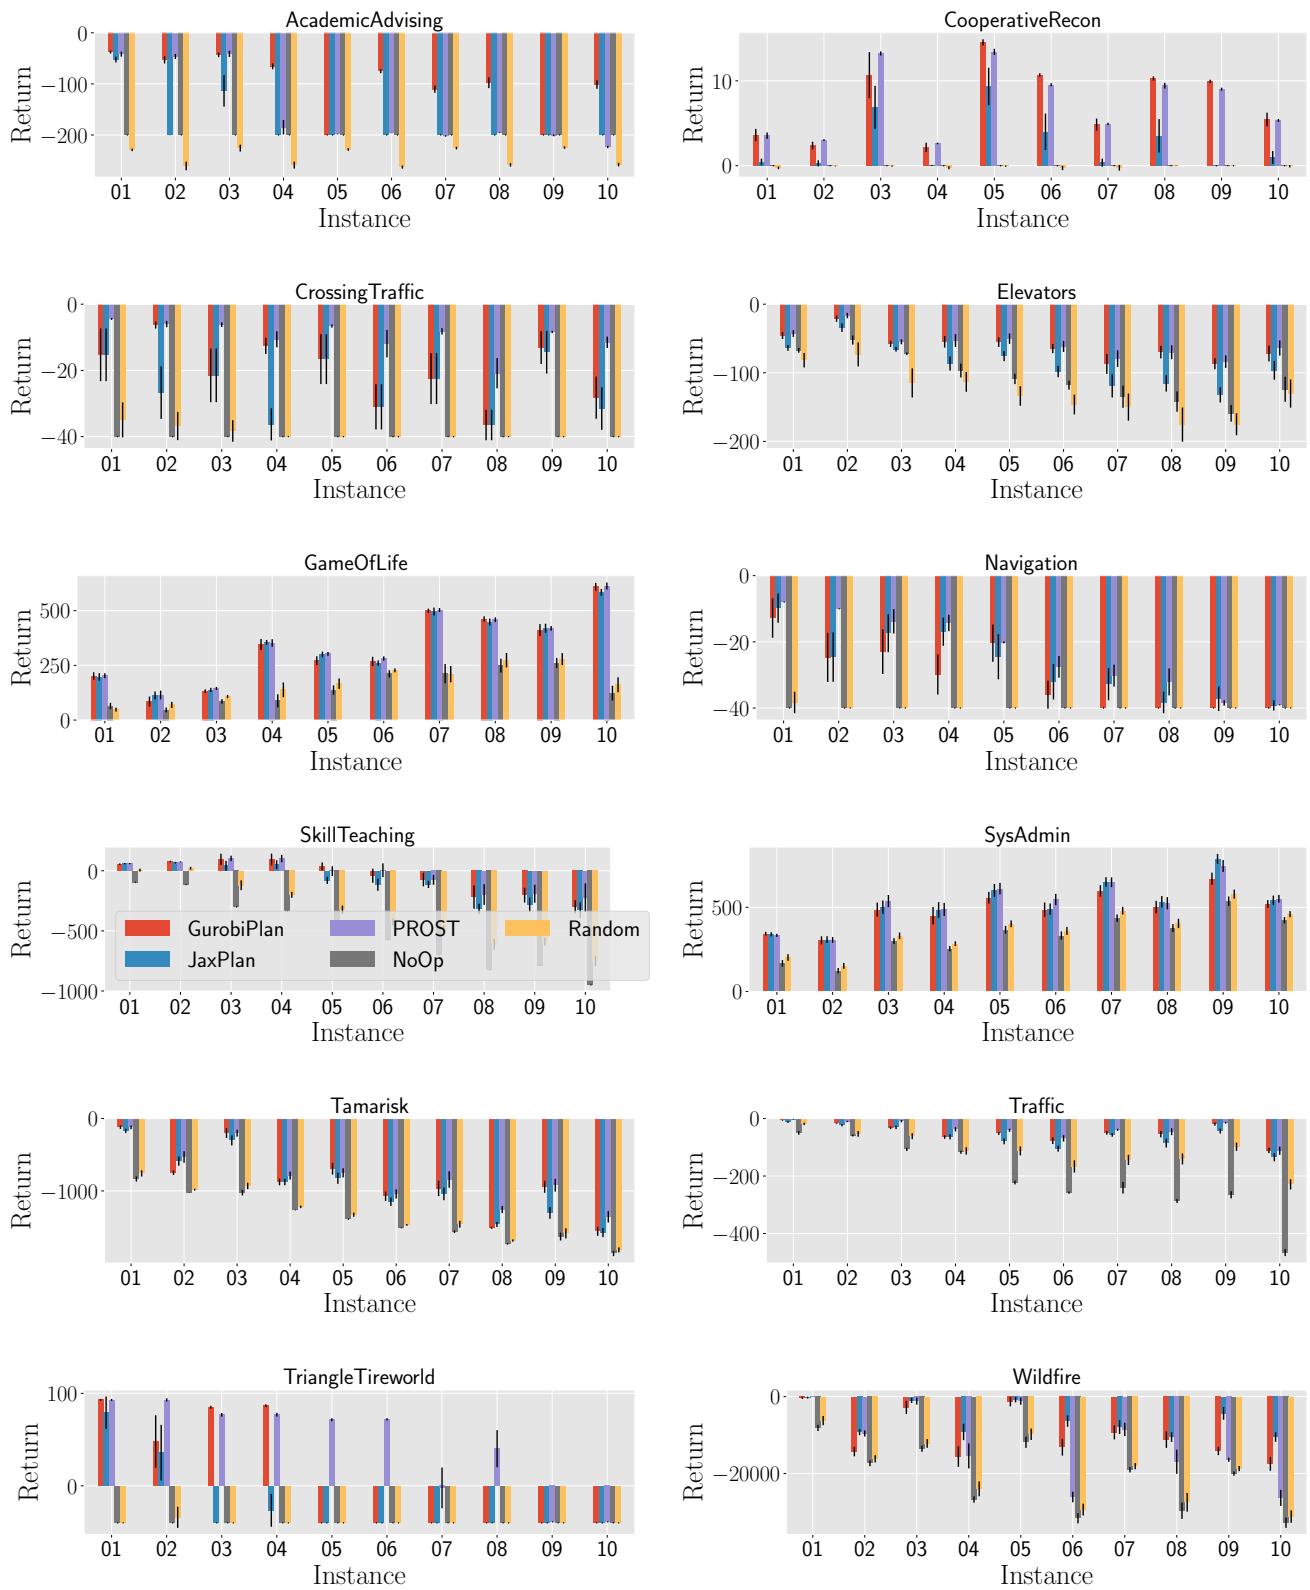 AcademicAdvising
Return
0
−100
−200
01 02 03 04 05 06 07 08 09 10
Instance
CooperativeRecon
Return
10
0
01 02 03 04 05 06 07 08 09 10
Instance
CrossingTraffic
Return
0
−20
−40
01 02 03 04 05 06 07 08 09 10
Instance
Elevators
Return
0
−100
−200
01 02 03 04 05 06 07 08 09 10
Instance
GameOfLife
Return
500
250
0
01 02 03 04 05 06 07 08 09 10
Instance
Navigation
Return
0
−20
−40
01 02 03 04 05 06 07 08 09 10
Instance
SkillTeaching
Return
0
−500
−1000
GurobiPlan PROST Random
JaxPlan NoOp
01 02 03 04 05 06 07 08 09 10
Instance
SysAdmin
Return
500
0
01 02 03 04 05 06 07 08 09 10
Instance
Tamarisk
Return
0
−1000
01 02 03 04 05 06 07 08 09 10
Instance
Traffic
Return
0
−200
−400
01 02 03 04 05 06 07 08 09 10
Instance
TriangleTireworld
Return
100
0
01 02 03 04 05 06 07 08 09 10
Instance
Wildfire
Return
0
−20000
01 02 03 04 05 06 07 08 09 10
Instance